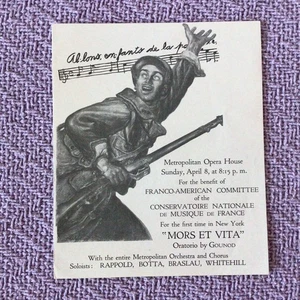 Allons, enfants de la pa
Metropolitan Opera House
Sunday, April 8, at 8:15 p. m.
For the benefit of
FRANCO-AMERICAN COMMITTEE
of the
CONSERVATOIRE NATIONALE
DE MUSIQUE DE FRANCE
For the first time in New York
"MORS ET VITA"
Oratorio by GOUNOD
With the entire Metropolitan Orchestra and Chorus
Soloists: RAPPOLD, BOTTA, BRASLAU, WHITEHILL